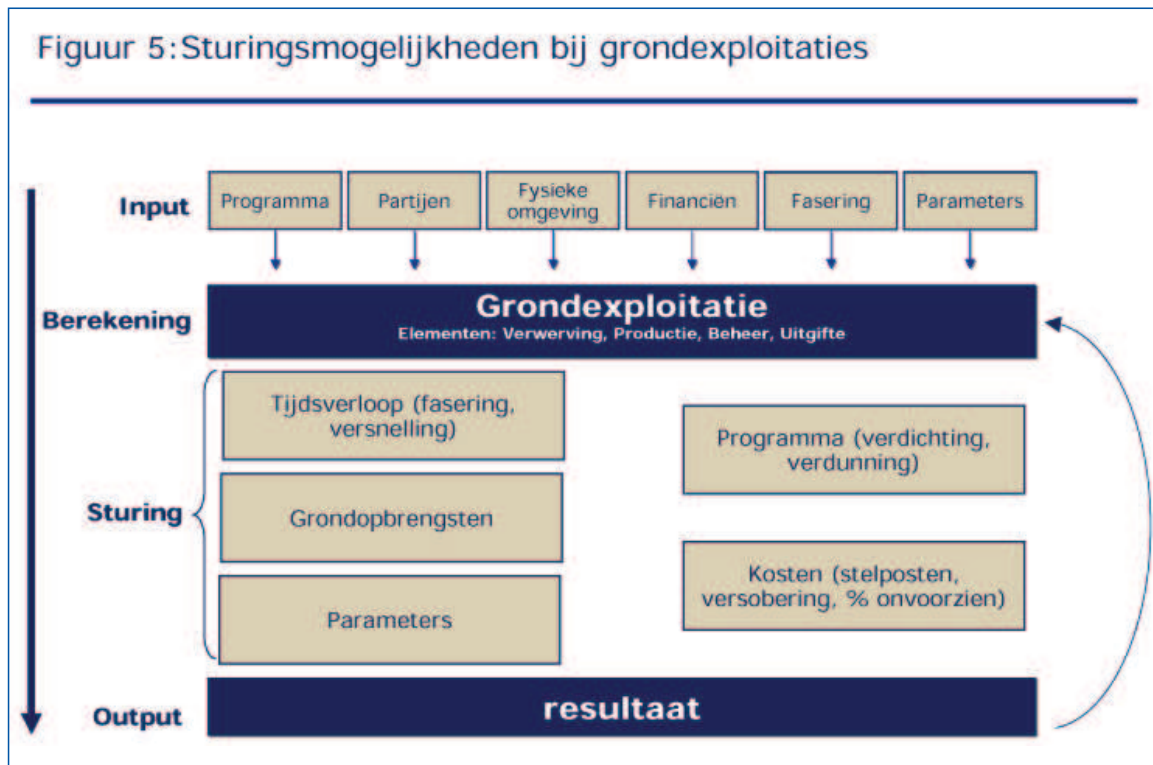 Figuur 5:Sturingsmogelijkheden bij grondexploitaties
Input
Programma
Partijen
Fysieke
omgeving
Financiën
Fasering
Parameters
Berekening
Grondexploitatie
Elementen: Verwerving, Productie, Beheer, Uitgifte
Sturing
Tijdsverloop (fasering,
versnelling)
Grondopbrengsten
Parameters
Programma (verdichting,
verdunning)
Kosten (stelposten,
versobering, % onvoorzien)
Output
resultaat